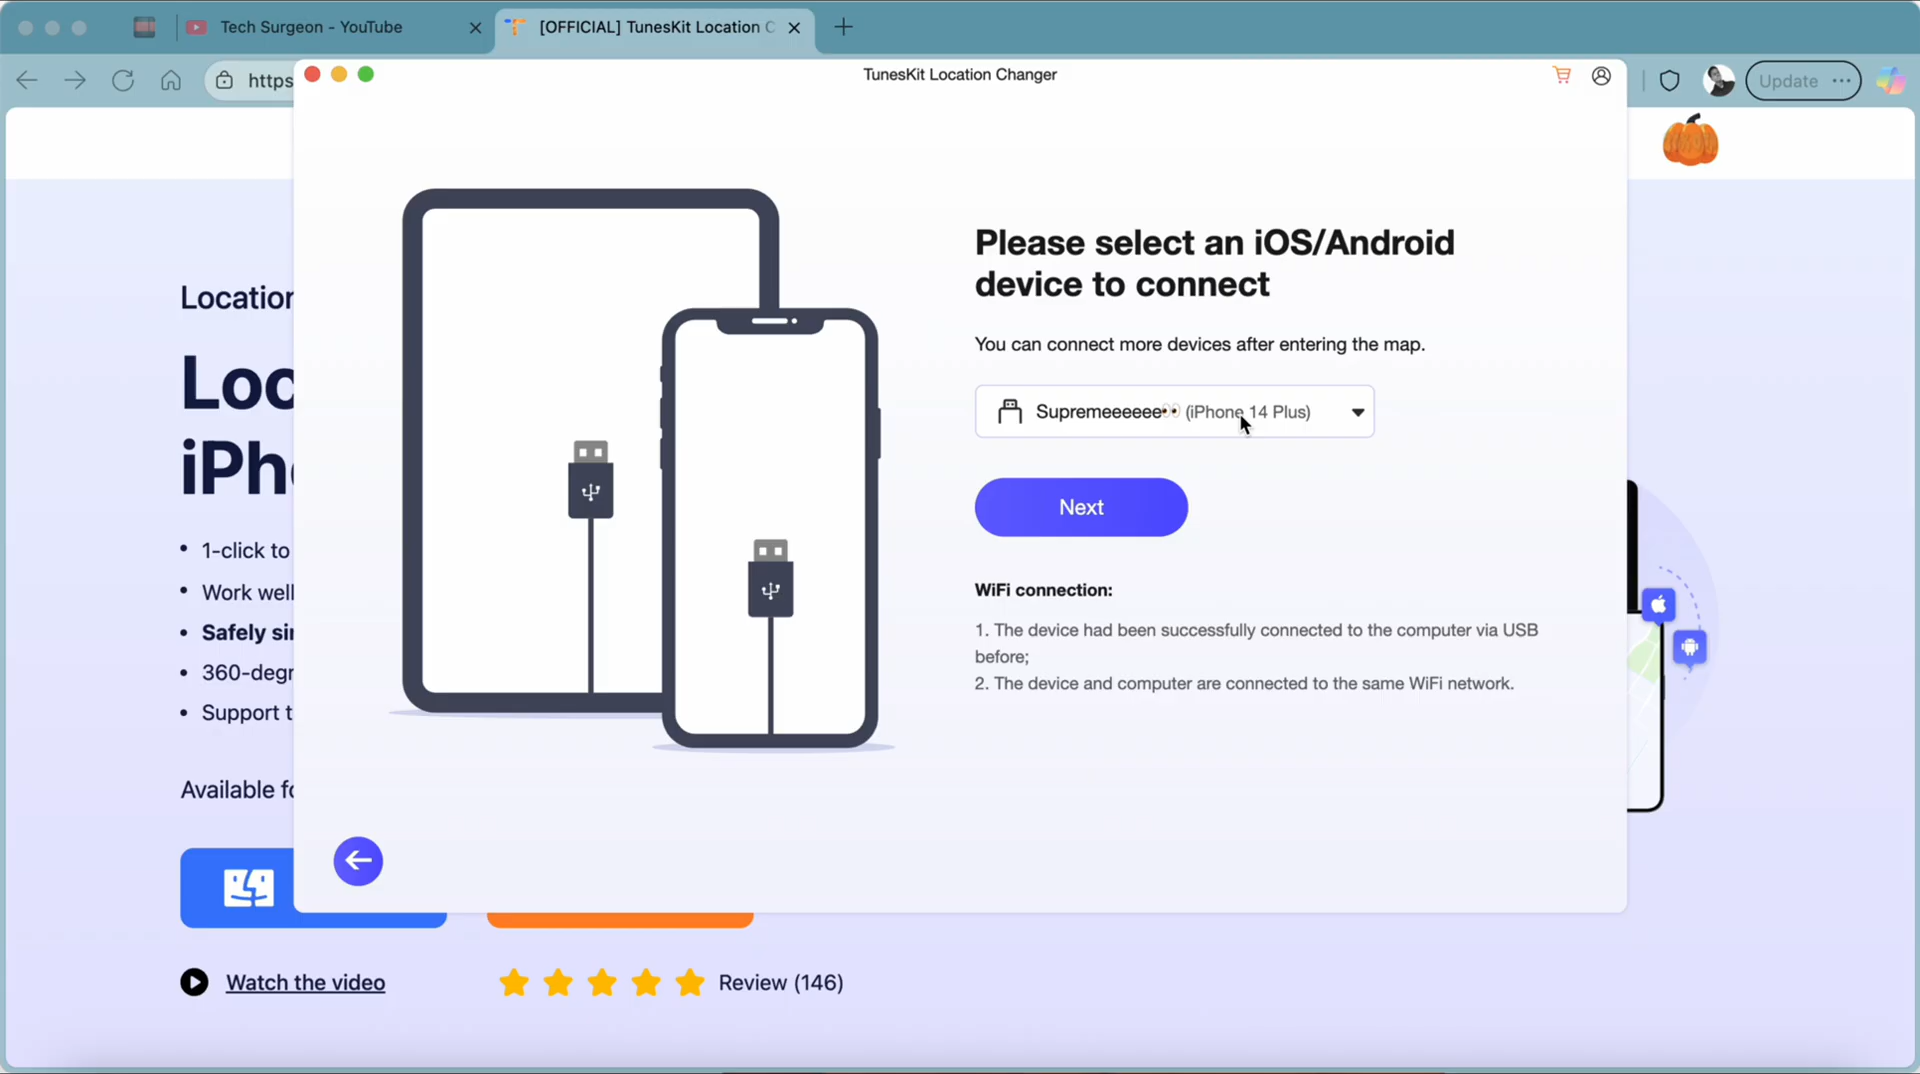 Tech Surgeon - YouTube
[OFFICIAL] TunesKit Location C
https
TunesKit Location Changer
Update
Location
Loc
iPh
1-click to
Work well
Safely si
360-degr
Support t
Available fo
Please select an iOS/Android
device to connect
You can connect more devices after entering the map.
Supremeeeeee👀 (iPhone 14 Plus)
Next
WiFi connection:
1. The device had been successfully connected to the computer via USB
before;
2. The device and computer are connected to the same WiFi network.
Watch the video
Review (146)